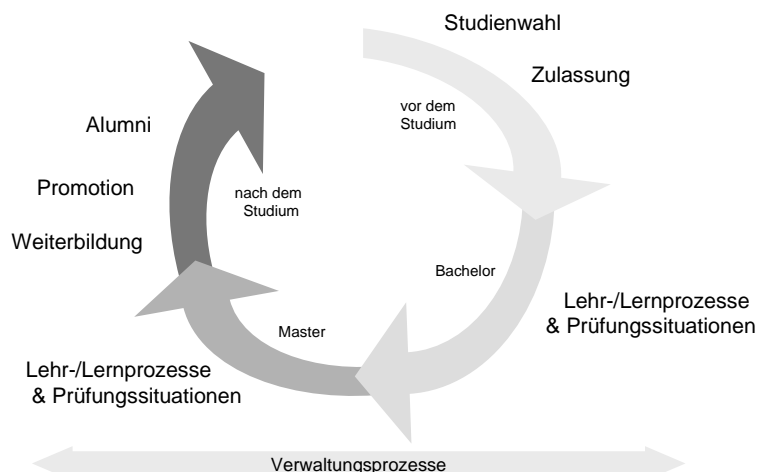 Studienwahl
Zulassung
vor dem
Studium
Alumni
Promotion
nach dem
Studium
Weiterbildung
Bachelor
Lehr-/Lernprozesse
& Prüfungssituationen
Master
Lehr-/Lernprozesse
& Prüfungssituationen
Verwaltungsprozesse